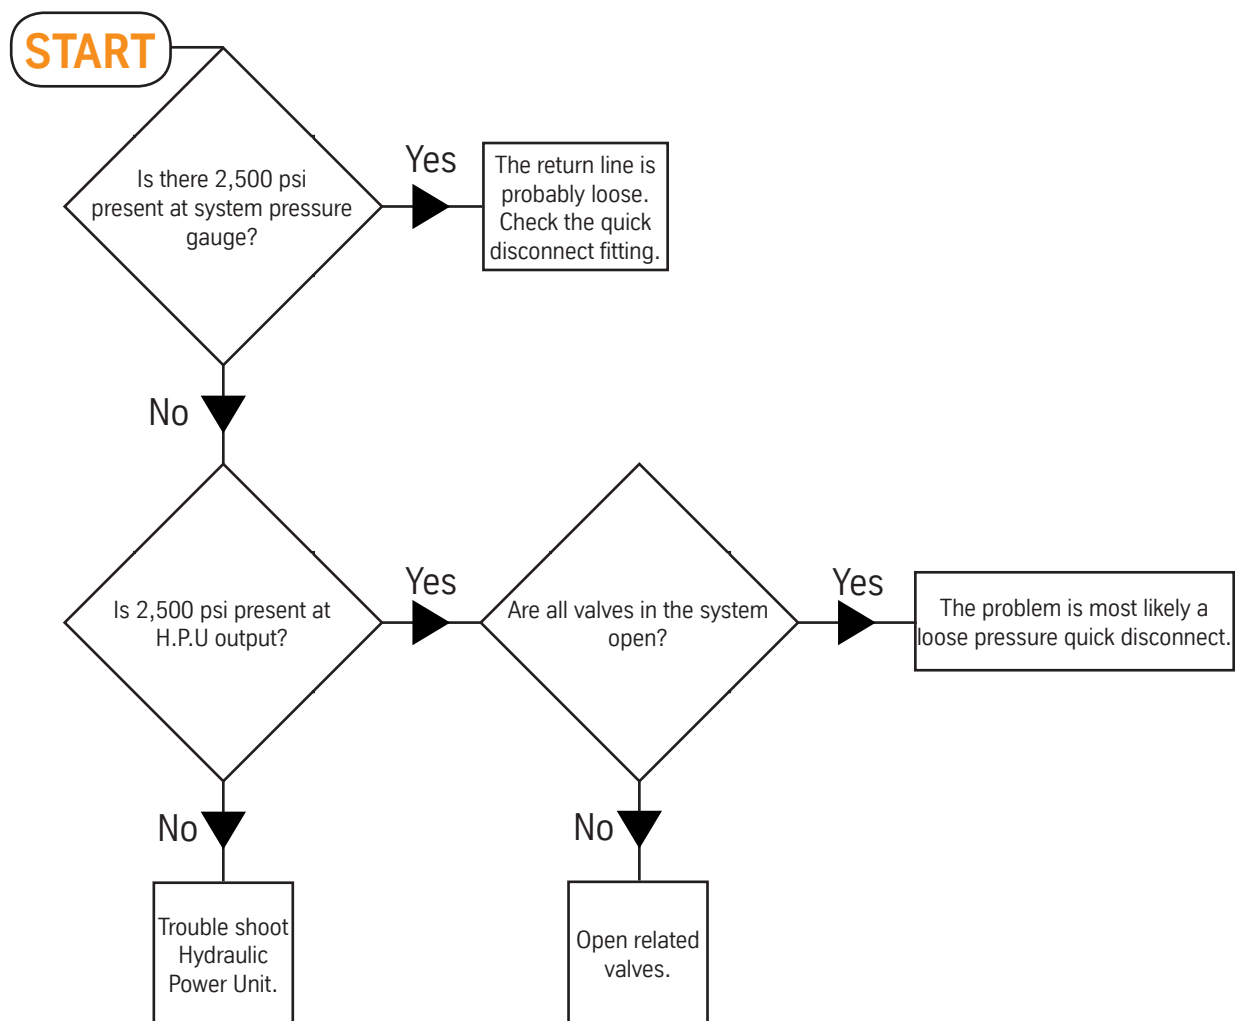 START
Is there 2,500 psi
present at system pressure
gauge?
Yes
The return line is
probably loose.
Check the quick
disconnect fitting.
No
Is 2,500 psi present at
H.P.U output?
Yes
Are all valves in the system
open?
Yes
The problem is most likely a
loose pressure quick disconnect.
No
Trouble shoot
Hydraulic
Power Unit.
No
Open related
valves.